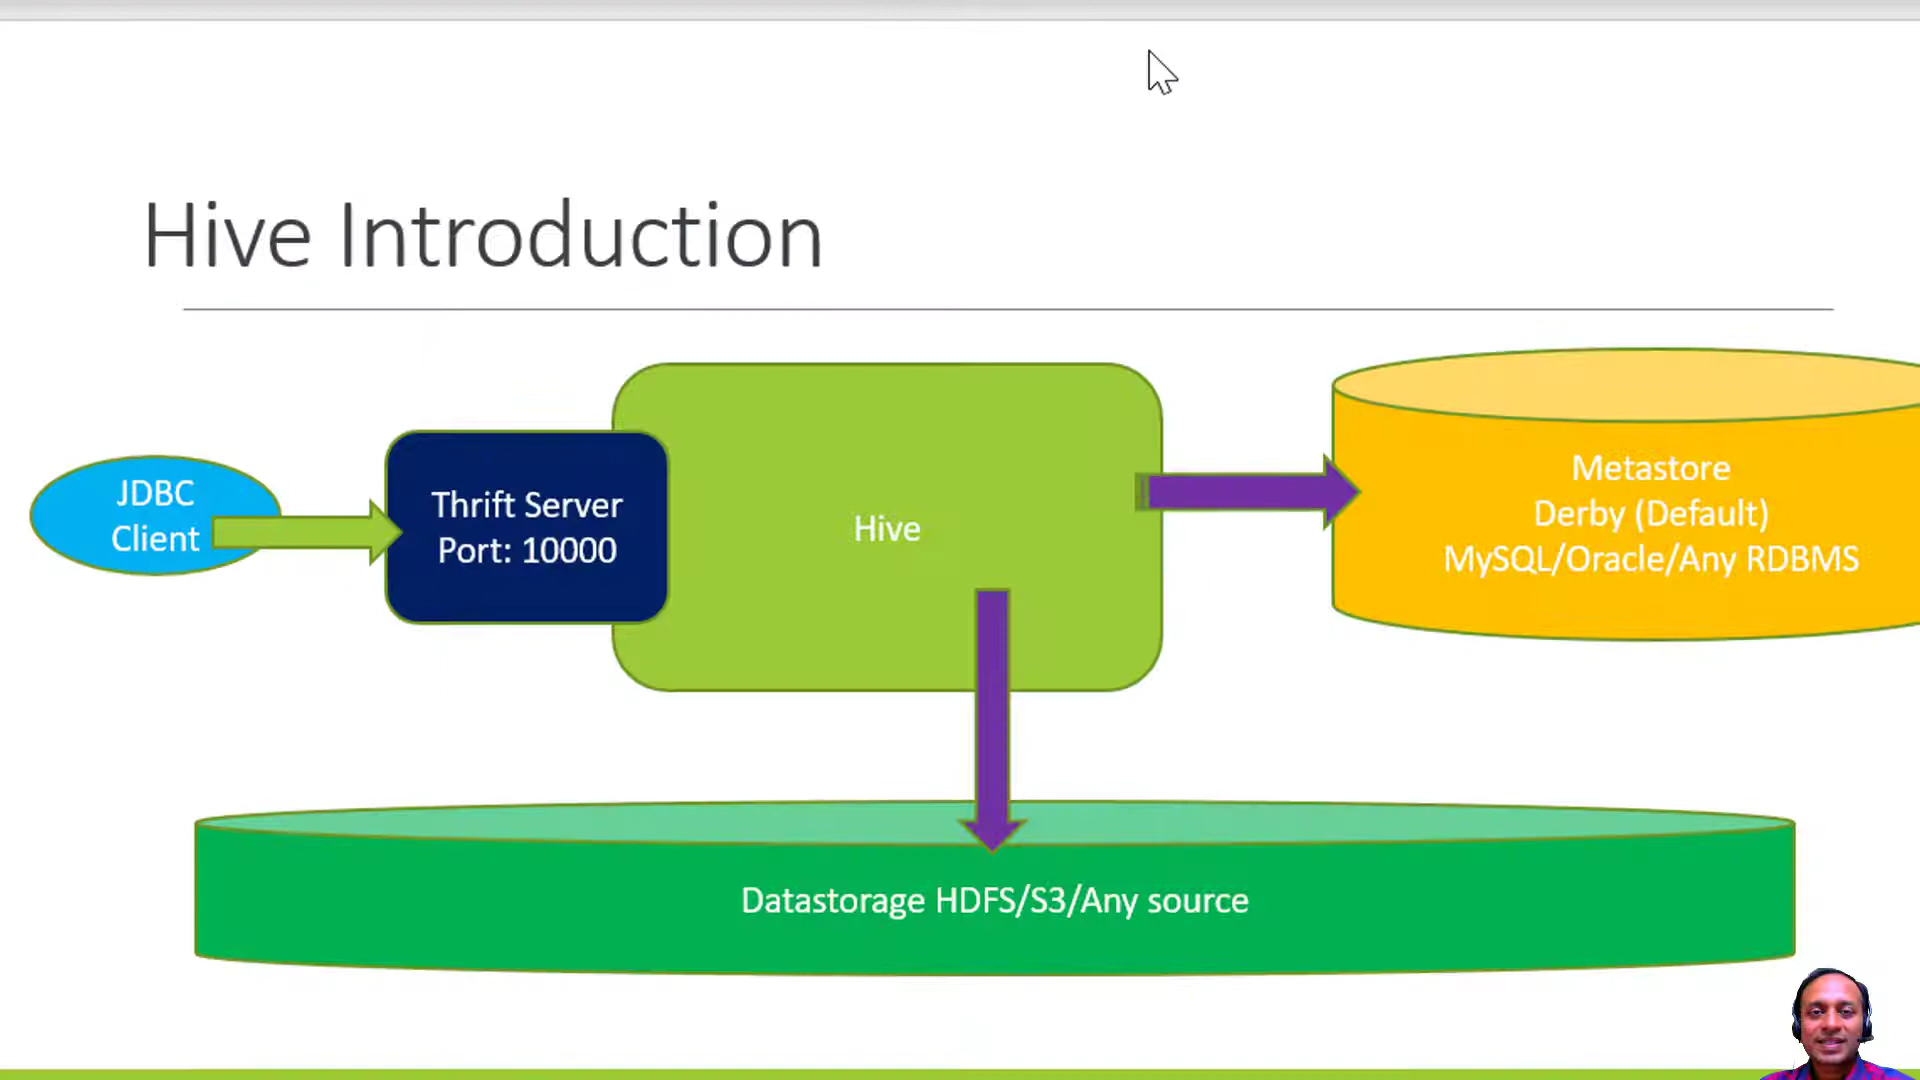 Hive Introduction
JDBC
Client
Thrift Server
Port: 10000
Hive
Metastore
Derby (Default)
MySQL/Oracle/Any RDBMS
Datastorage HDFS/S3/Any source